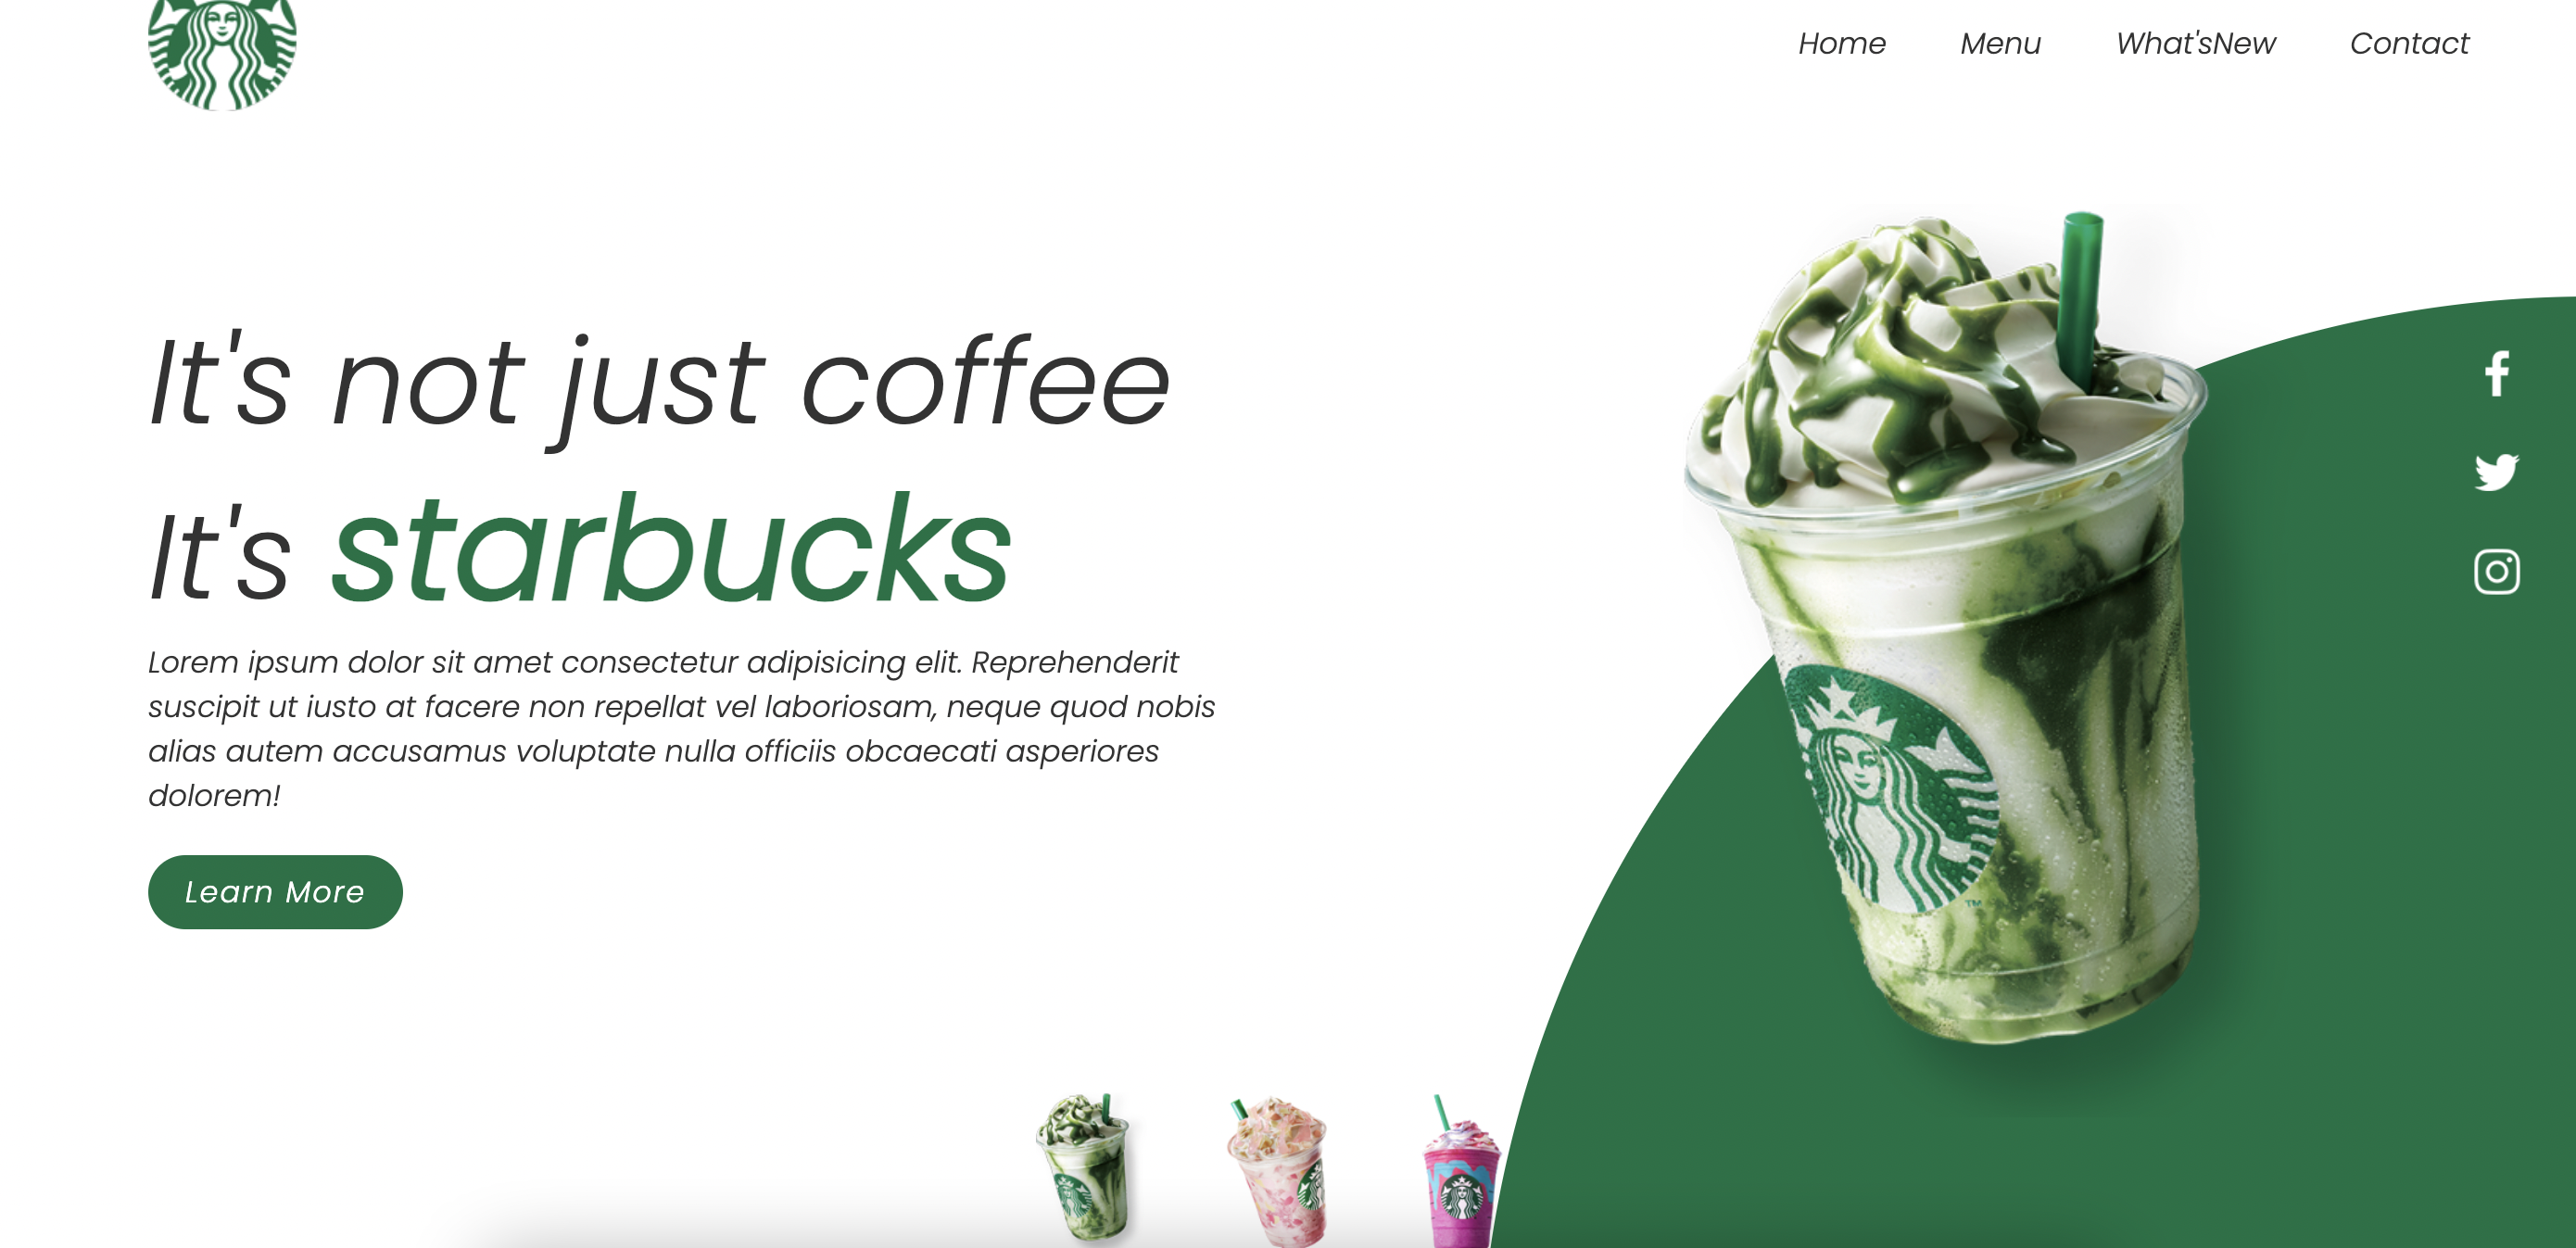 Home Menu What'sNew Contact
It's not just coffee
It's starbucks
Lorem ipsum dolor sit amet consectetur adipisicing elit. Reprehenderit
suscipit ut iusto at facere non repellat vel laboriosam, neque quod nobis
alias autem accusamus voluptate nulla officiis obcaecati asperiores
dolorem!
Learn More
TM